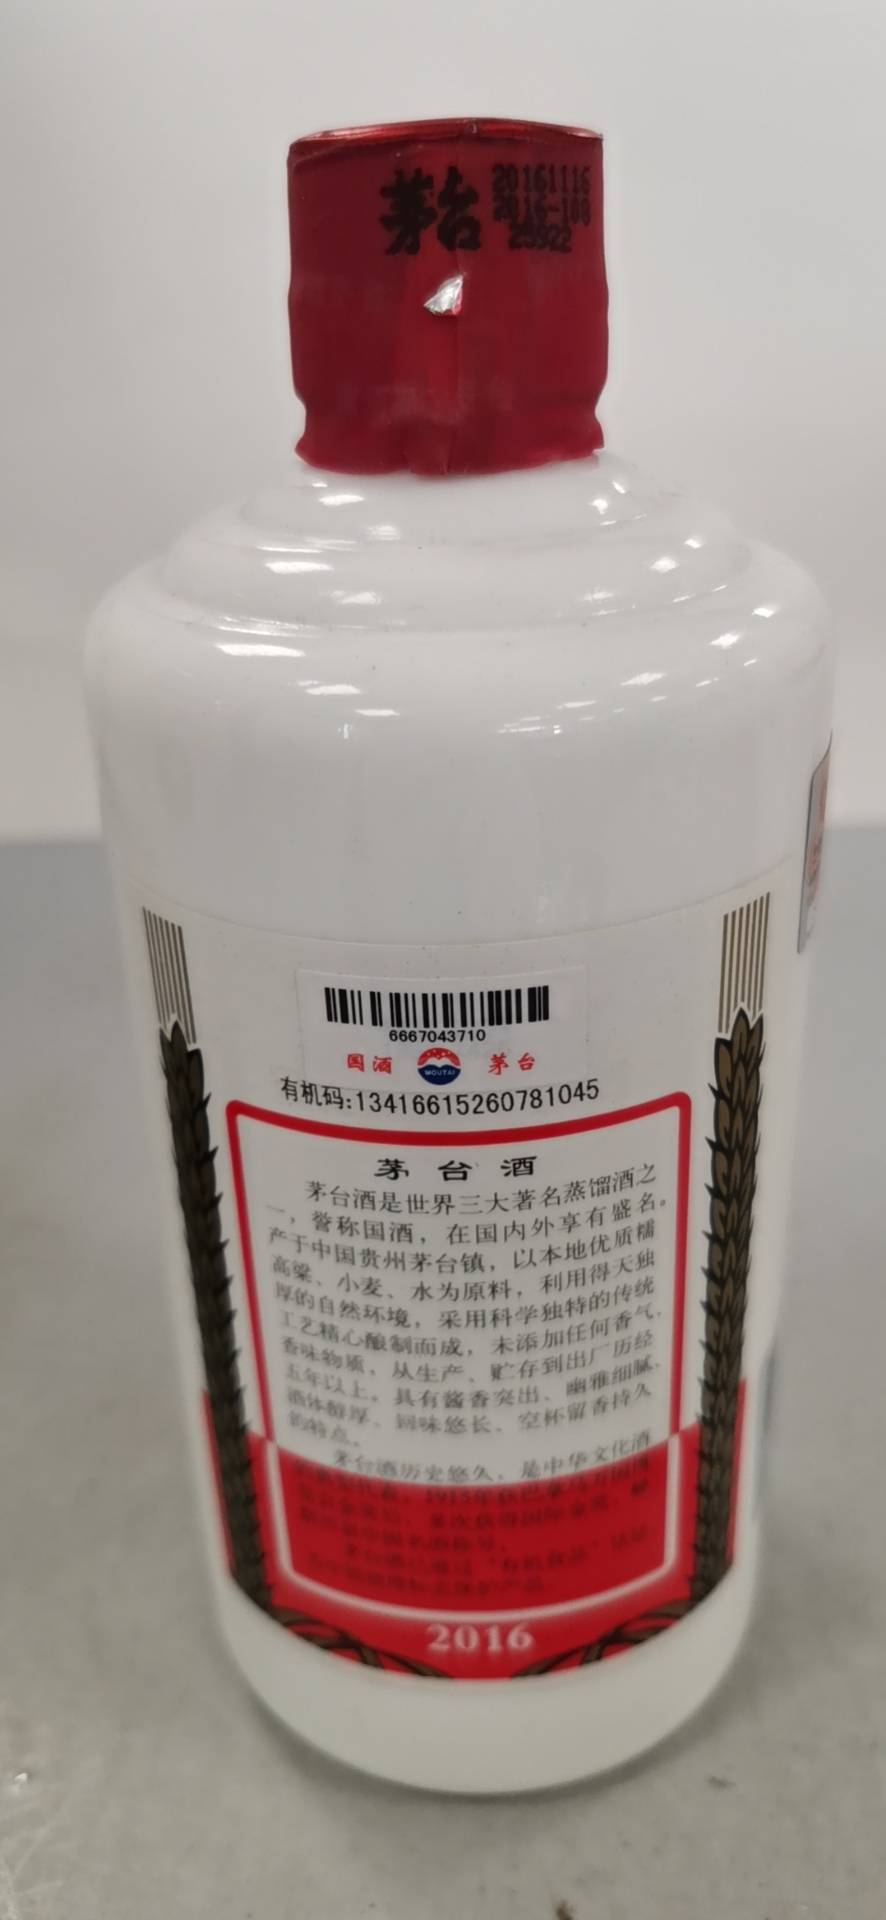 茅台
20161116
2016-108
25922
6667043710
国酒 MOUTAI 茅台
有机码:13416615260781045
茅台酒
茅台酒是世界三大著名蒸馏酒之
一，誉称国酒，在国内外享有盛名。
产于中国贵州茅台镇，以本地优质糯
高粱、小麦、水为原料，利用得天独
厚的自然环境，采用科学独特的传统
工艺精心酿制而成，未添加任何香气、
香味物质，从生产、贮存到出厂历经
五年以上。具有酱香突出、幽雅细腻、
酒体醇厚、回味悠长、空杯留香持久
的特点。
茅台酒历史悠久，是中华文化酒
2016